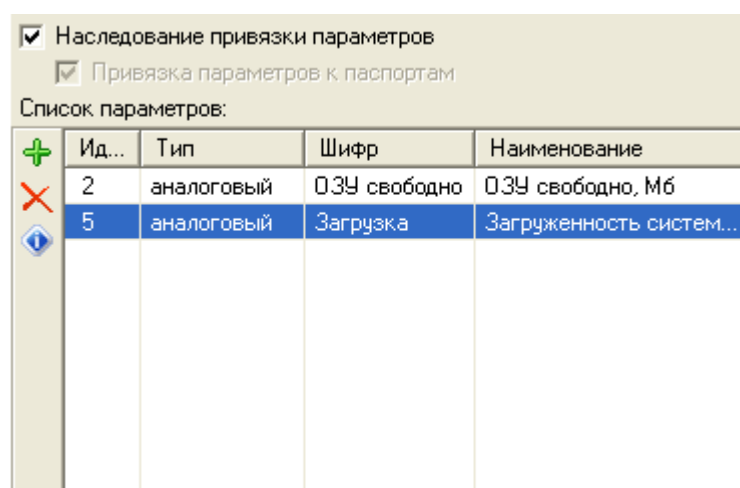 Наследование привязки параметров
Привязка параметров к паспортам
Список параметров:
Ид... Тип Шифр Наименование
2 аналоговый ОЗУ свободно ОЗУ свободно, Мб
5 аналоговый Загрузка Загруженность систем...